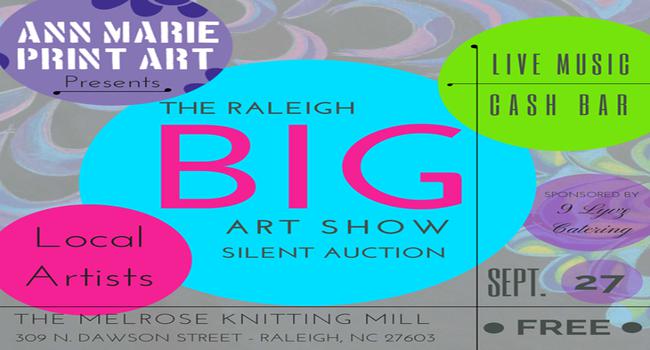 ANN MARIE
PRINT ART
Presents
THE RALEIGH
BIG
ART SHOW
SILENT AUCTION
LIVE MUSIC
CASH BAR
Local
Artists
SPONSORED BY
9 Lyvz
Catering
SEPT. 27
FREE
THE MELROSE KNITTING MILL
309 N. DAWSON STREET - RALEIGH, NC 27603